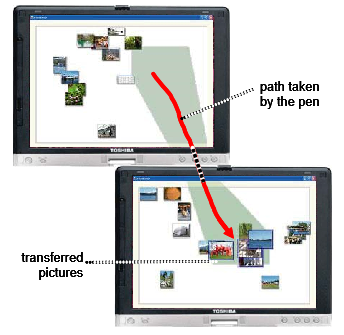 path taken
by the pen
TOSHIBA
transferred
pictures
TOSHIBA